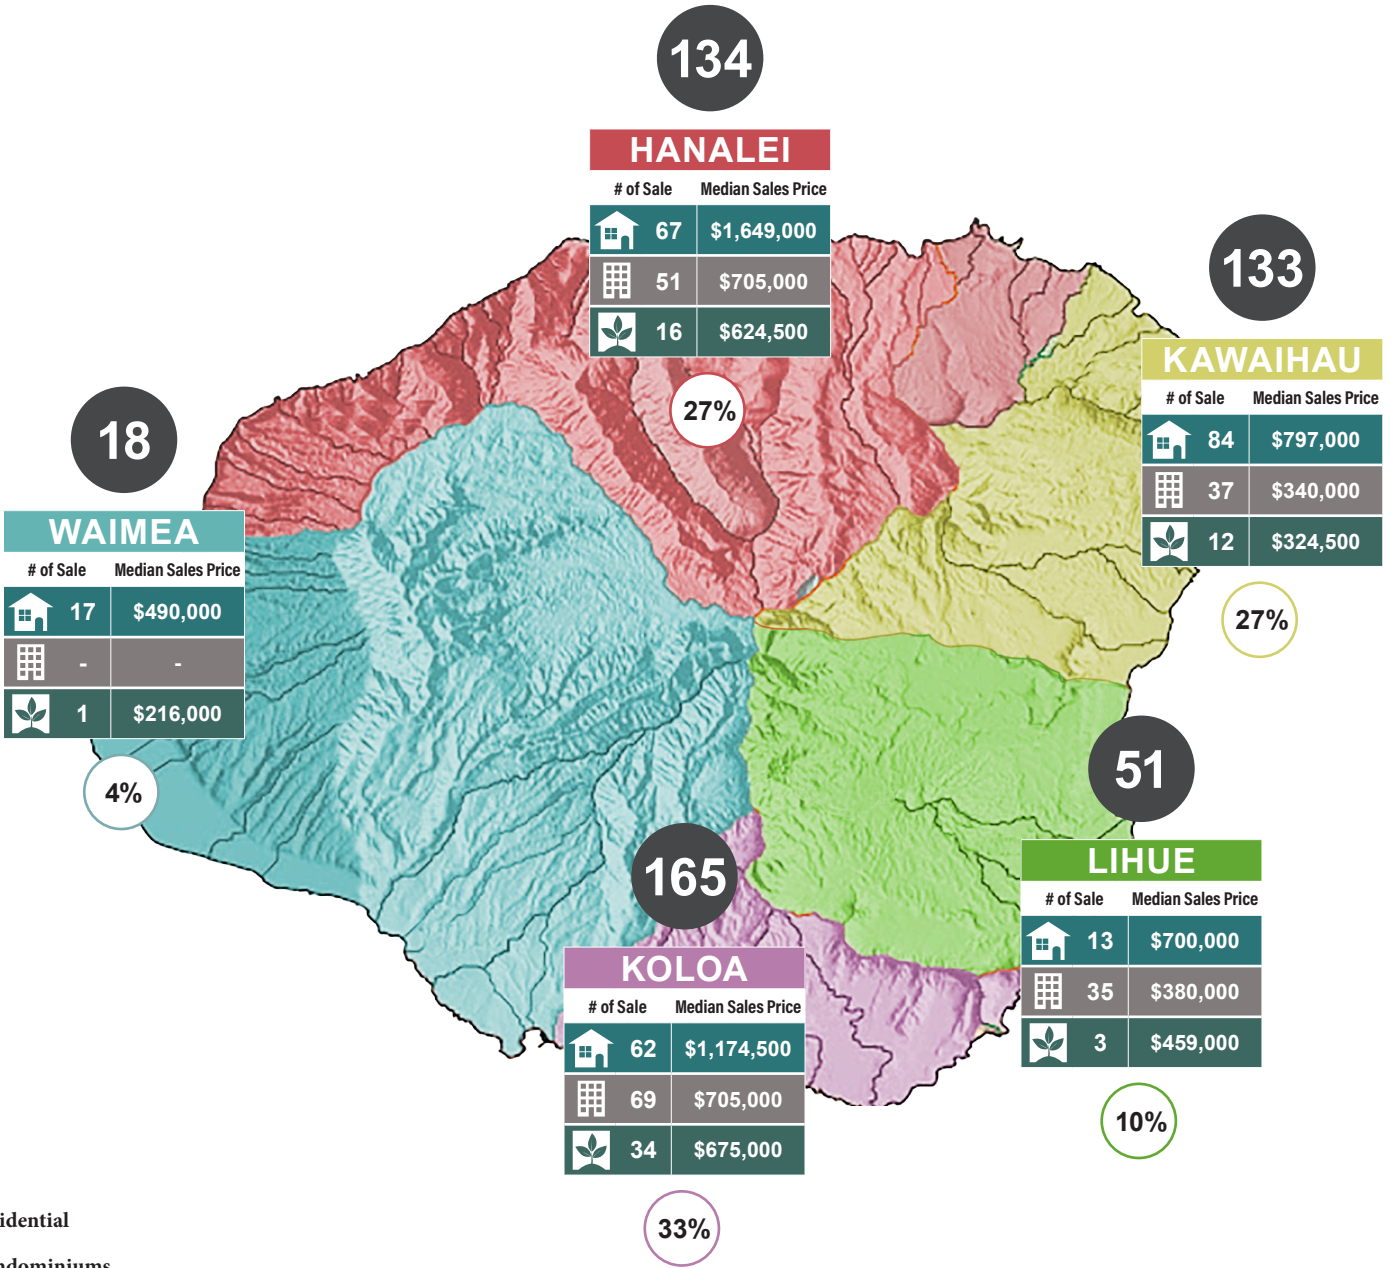 134
HANALEI
# of Sale Median Sales Price
67 $1,649,000
51 $705,000
16 $624,500
27%
133
KAWAIHAU
# of Sale Median Sales Price
84 $797,000
37 $340,000
12 $324,500
27%
18
WAIMEA
# of Sale Median Sales Price
17 $490,000
- -
1 $216,000
4%
51
LIHUE
# of Sale Median Sales Price
13 $700,000
35 $380,000
3 $459,000
10%
165
KOLOA
# of Sale Median Sales Price
62 $1,174,500
69 $705,000
34 $675,000
33%
idential
ndominiums